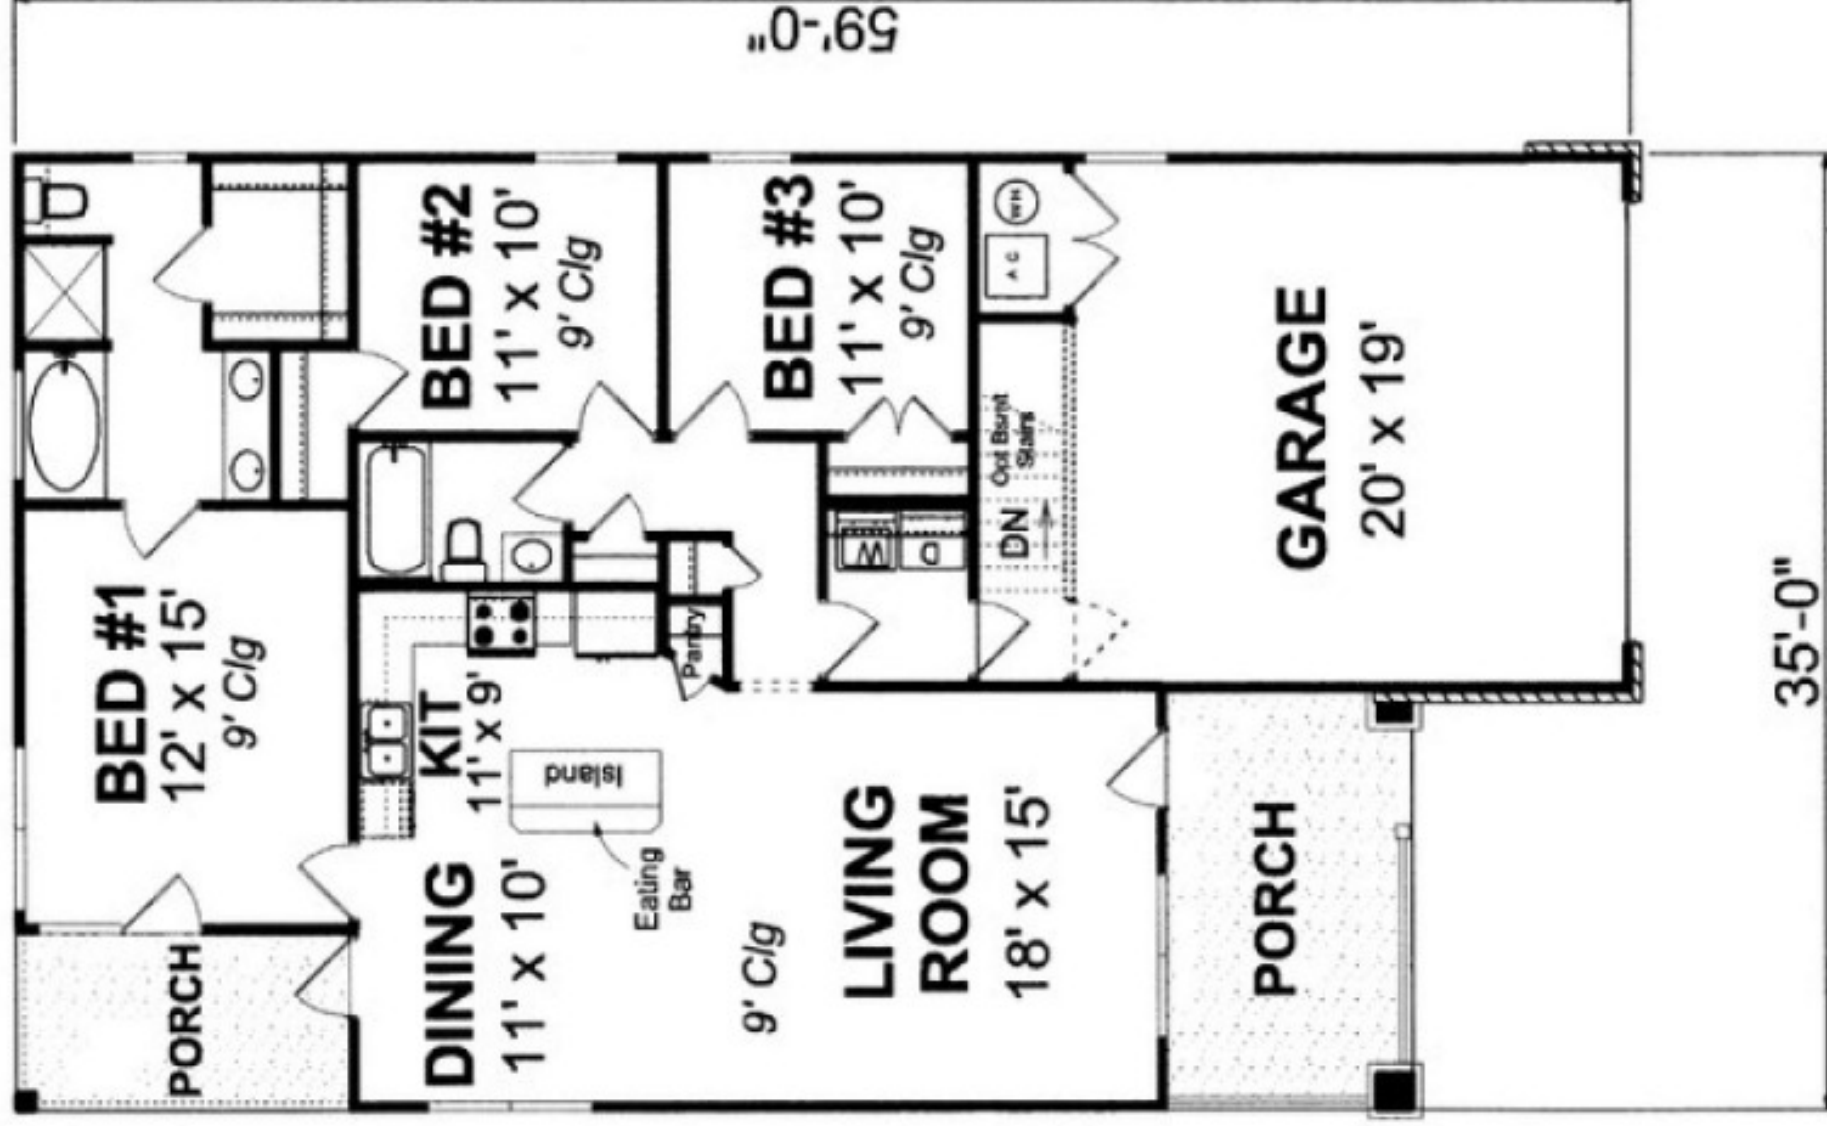 59'-0"
BED #1
12' x 15'
9' Clg
BED #2
11' x 10'
9' Clg
BED #3
11' x 10'
9' Clg
WH
A C
Opt Bsmt
Stairs
DN
W
D
GARAGE
20' x 19'
35'-0"
Pantry
KIT
11' x 9'
Island
Eating
Bar
DINING
11' x 10'
9' Clg
LIVING
ROOM
18' x 15'
PORCH
PORCH